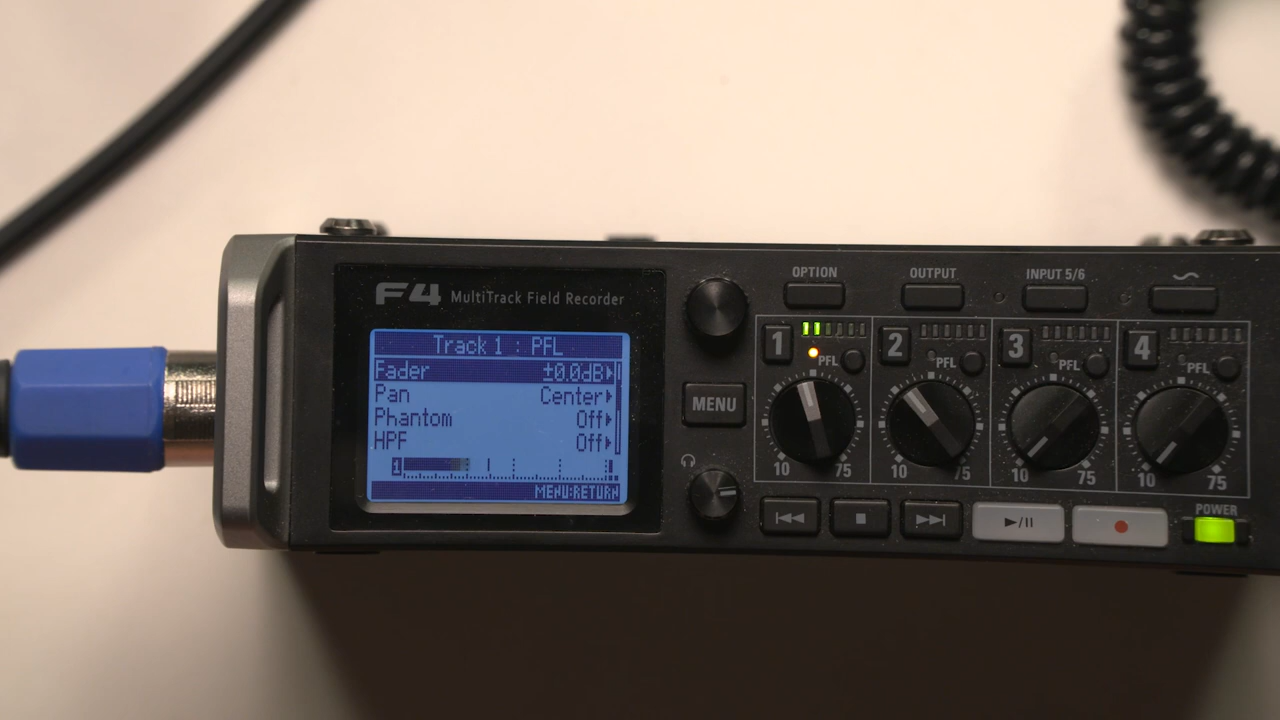 OPTION OUTPUT INPUT 5/6
F4 MultiTrack Field Recorder
Track 1 : PFL
Fader ±0.0dB
Pan Center
Phantom Off
HPF Off
1
MENU:RETURN
MENU
1 PFL 2 PFL 3 PFL 4 PFL
10 75 10 75 10 75 10 75
POWER